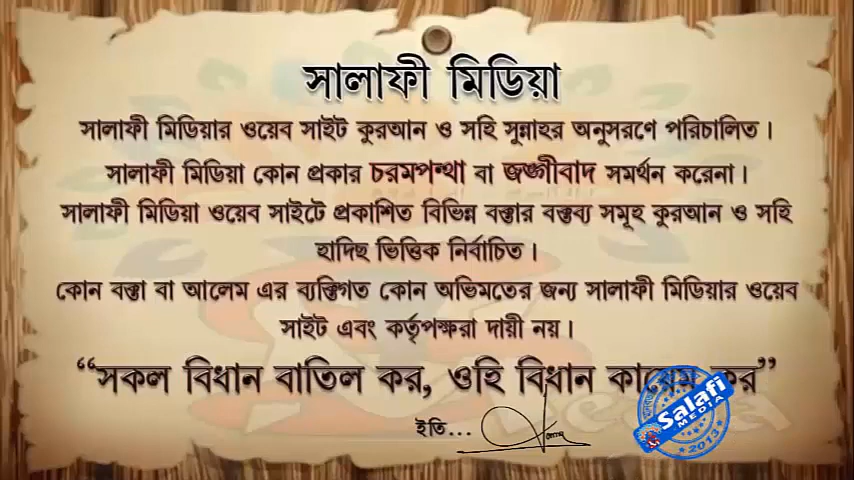 সালাফী মিডিয়া
সালাফী মিডিয়ার ওয়েব সাইট কুরআন ও সহি সুন্নাহর অনুসরণে পরিচালিত।
সালাফী মিডিয়া কোন প্রকার চরমপন্থা বা জঙ্গীবাদ সমর্থন করেনা।
সালাফী মিডিয়া ওয়েব সাইটে প্রকাশিত বিভিন্ন বক্তার বক্তব্য সমূহ কুরআন ও সহি
হাদিছ ভিত্তিক নির্বাচিত।
কোন বক্তা বা আলেম এর ব্যক্তিগত কোন অভিমতের জন্য সালাফী মিডিয়ার ওয়েব
সাইট এবং কর্তৃপক্ষরা দায়ী নয়।
“সকল বিধান বাতিল কর, ওহি বিধান কায়েম কর”
ইতি...
Salafi
MEDIA
2013